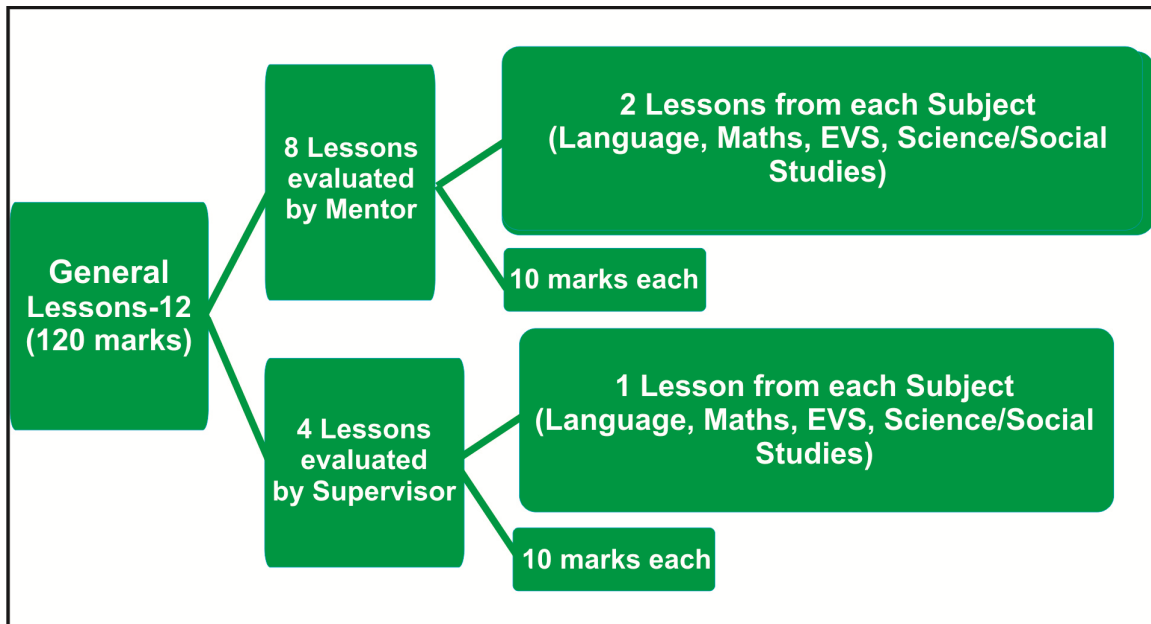 General
Lessons-12
(120 marks)
8 Lessons
evaluated
by Mentor
2 Lessons from each Subject
(Language, Maths, EVS, Science/Social
Studies)
10 marks each
4 Lessons
evaluated
by Supervisor
1 Lesson from each Subject
(Language, Maths, EVS, Science/Social
Studies)
10 marks each